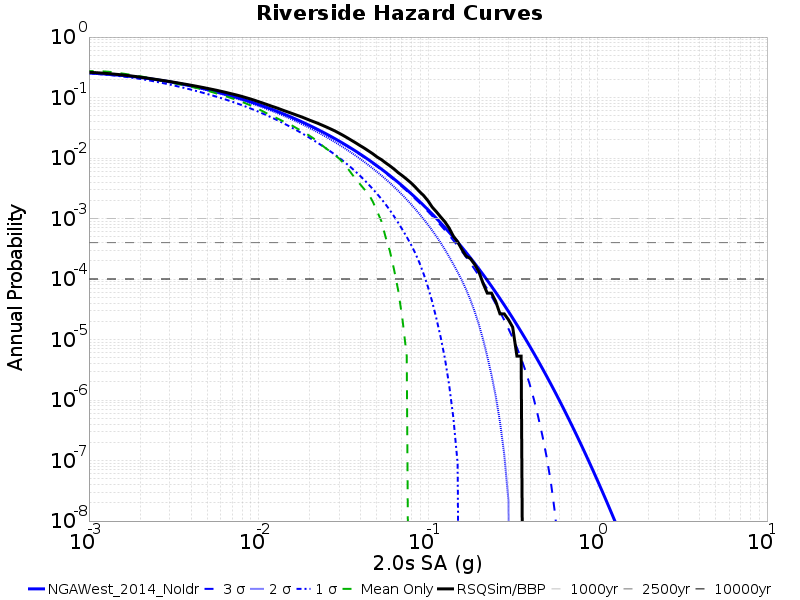 Riverside Hazard Curves
Annual Probability
10^0
10^-1
10^-2
10^-3
10^-4
10^-5
10^-6
10^-7
10^-8
10^-3 10^-2 10^-1 10^0 10^1
2.0s SA (g)
NGAWest_2014_NoIdr 3 σ 2 σ 1 σ Mean Only RSQSim/BBP 1000yr 2500yr 10000yr